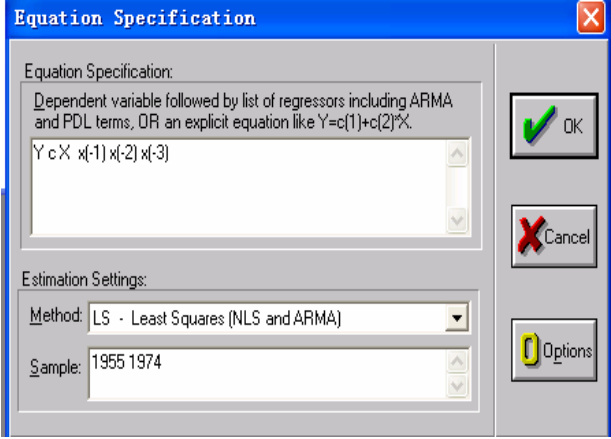 Equation Specification
Equation Specification:
Dependent variable followed by list of regressors including ARMA
and PDL terms, OR an explicit equation like Y=c(1)+c(2)*X.
Y c X x(-1) x(-2) x(-3)
OK
Cancel
Estimation Settings:
Method: LS - Least Squares (NLS and ARMA)
Sample: 1955 1974
Options